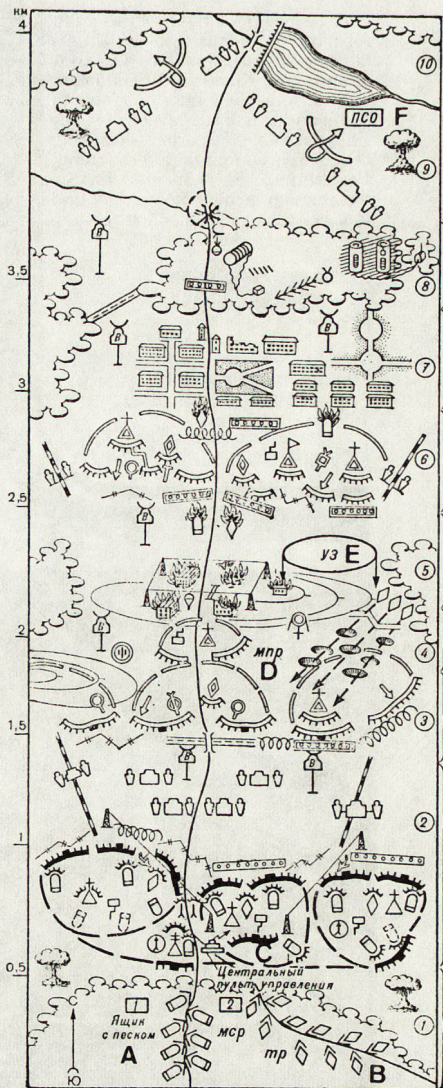 км
4
10
ПСО
F
9
3,5
В
8
В
7
3
6
2,5
В
УЗ E
5
2
В
4
мпр
D
1,5
3
В
В
2
1
C
0,5
Центральный
пульт управления
1
2
1
Ящик
с песком
мср
A
тр
B
Ю